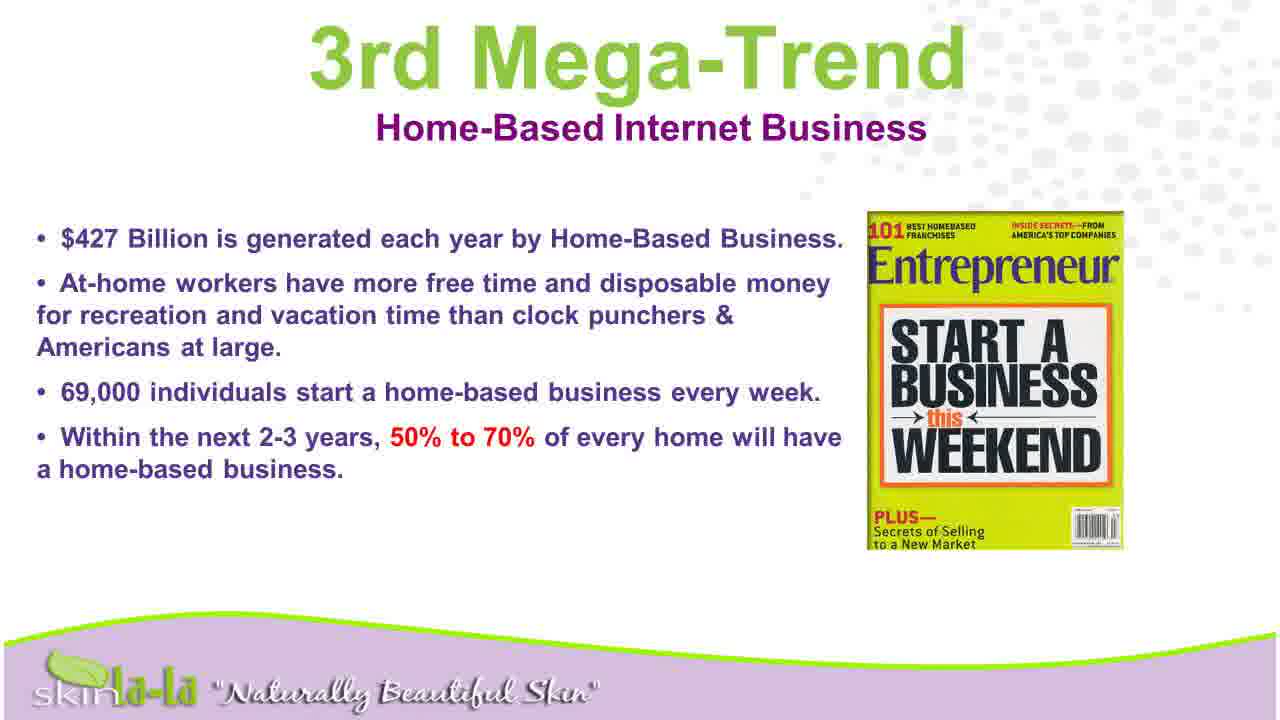 3rd Mega-Trend
Home-Based Internet Business
• $427 Billion is generated each year by Home-Based Business.
• At-home workers have more free time and disposable money
for recreation and vacation time than clock punchers &
Americans at large.
• 69,000 individuals start a home-based business every week.
• Within the next 2-3 years, 50% to 70% of every home will have
a home-based business.
101 BEST HOMEBASED
FRANCHISES
INSIDE SECRETS—FROM
AMERICA'S TOP COMPANIES
Entrepreneur
START A
BUSINESS
this
WEEKEND
PLUS—
Secrets of Selling
to a New Market
skin la-la "Naturally Beautiful Skin"